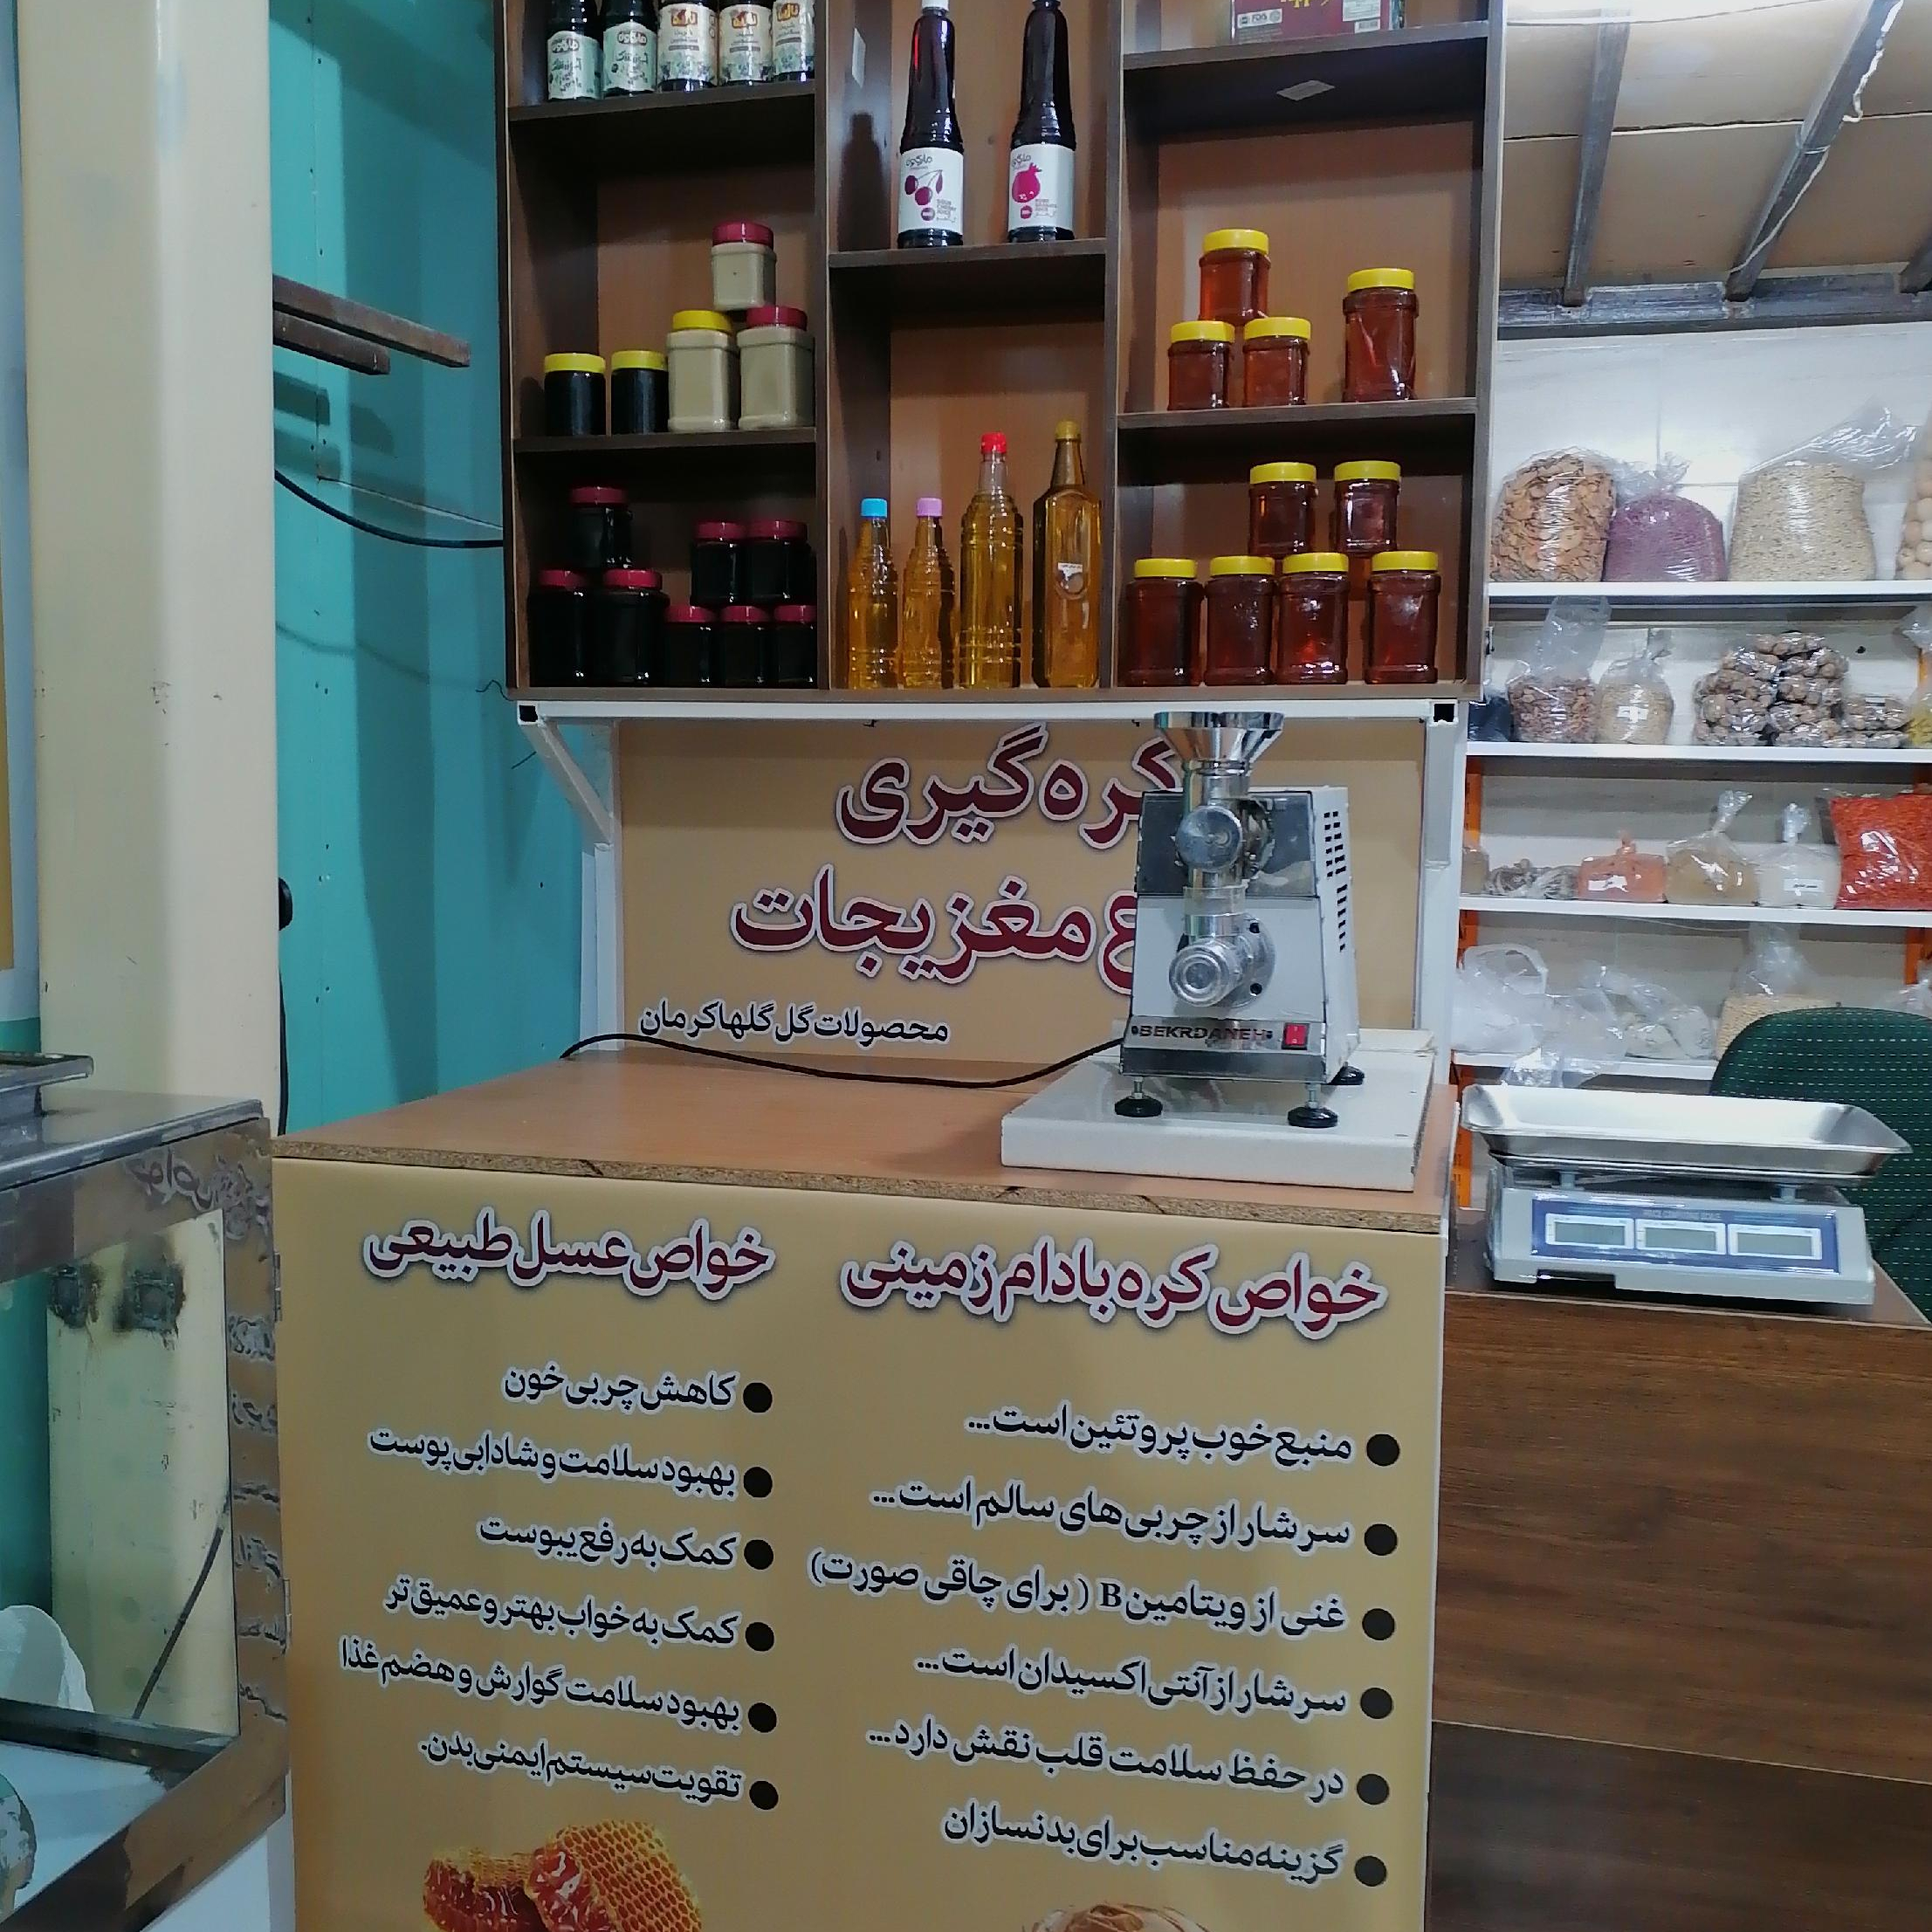 کره گیری
ع مغزیجات
محصولات گل گلها کرمان
BEKRDANEH
خواص کره بادام زمینی
منبع خوب پروتئین است...
سرشار از چربی های سالم است...
غنی از ویتامین B ( برای چاقی صورت)
سرشار از آنتی اکسیدان است...
در حفظ سلامت قلب نقش دارد...
گزینه مناسب برای بدنسازان
خواص عسل طبیعی
کاهش چربی خون
بهبود سلامت و شادابی پوست
کمک به رفع یبوست
کمک به خواب بهتر و عمیق تر
بهبود سلامت گوارش و هضم غذا
تقویت سیستم ایمنی بدن.